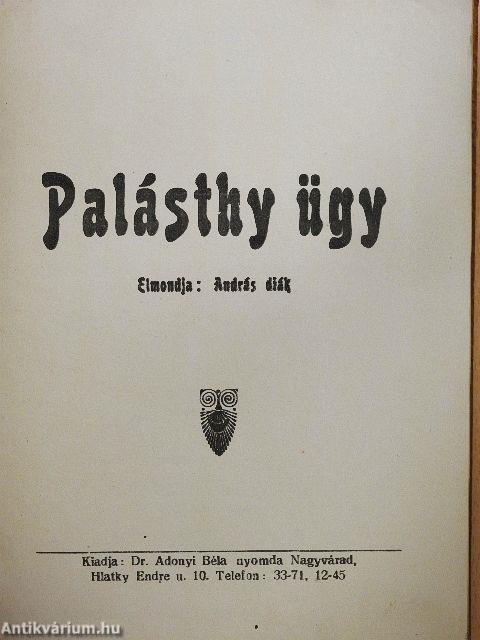 Palásthy ügy
Elmondja: András diák
Kiadja: Dr. Adonyi Béla nyomda Nagyvárad,
Hlatky Endre u. 10. Telefon: 33-71, 12-45
Antikvárium.hu